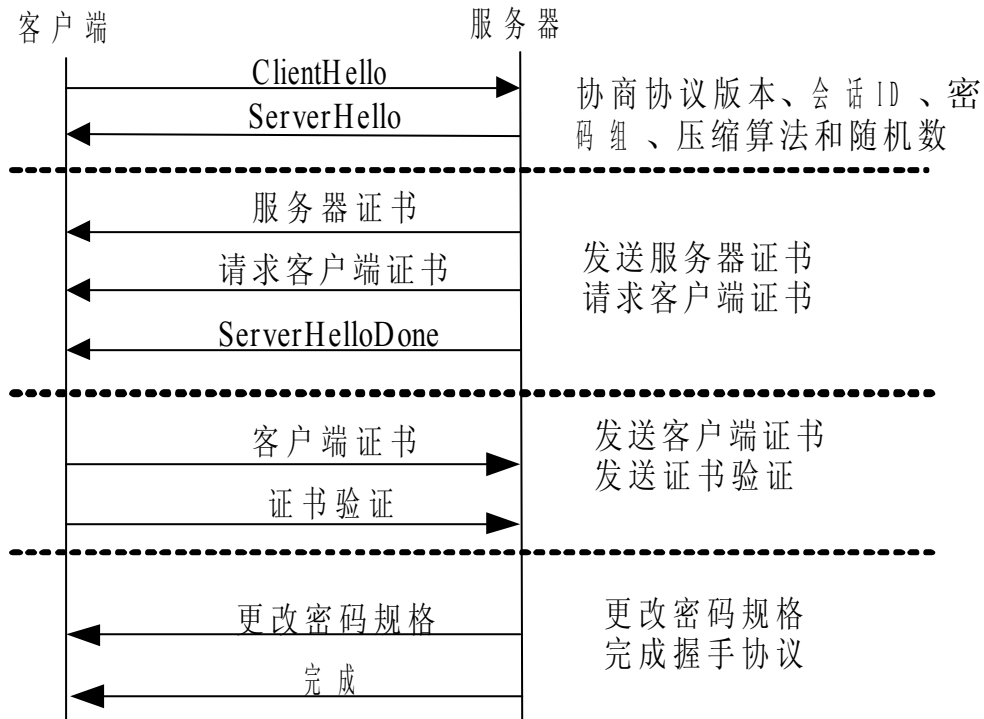 客户端
服务器
ClientHello
ServerHello
协商协议版本、会话ID、密
码组、压缩算法和随机数
服务器证书
请求客户端证书
ServerHelloDone
发送服务器证书
请求客户端证书
客户端证书
证书验证
发送客户端证书
发送证书验证
更改密码规格
完成
更改密码规格
完成握手协议